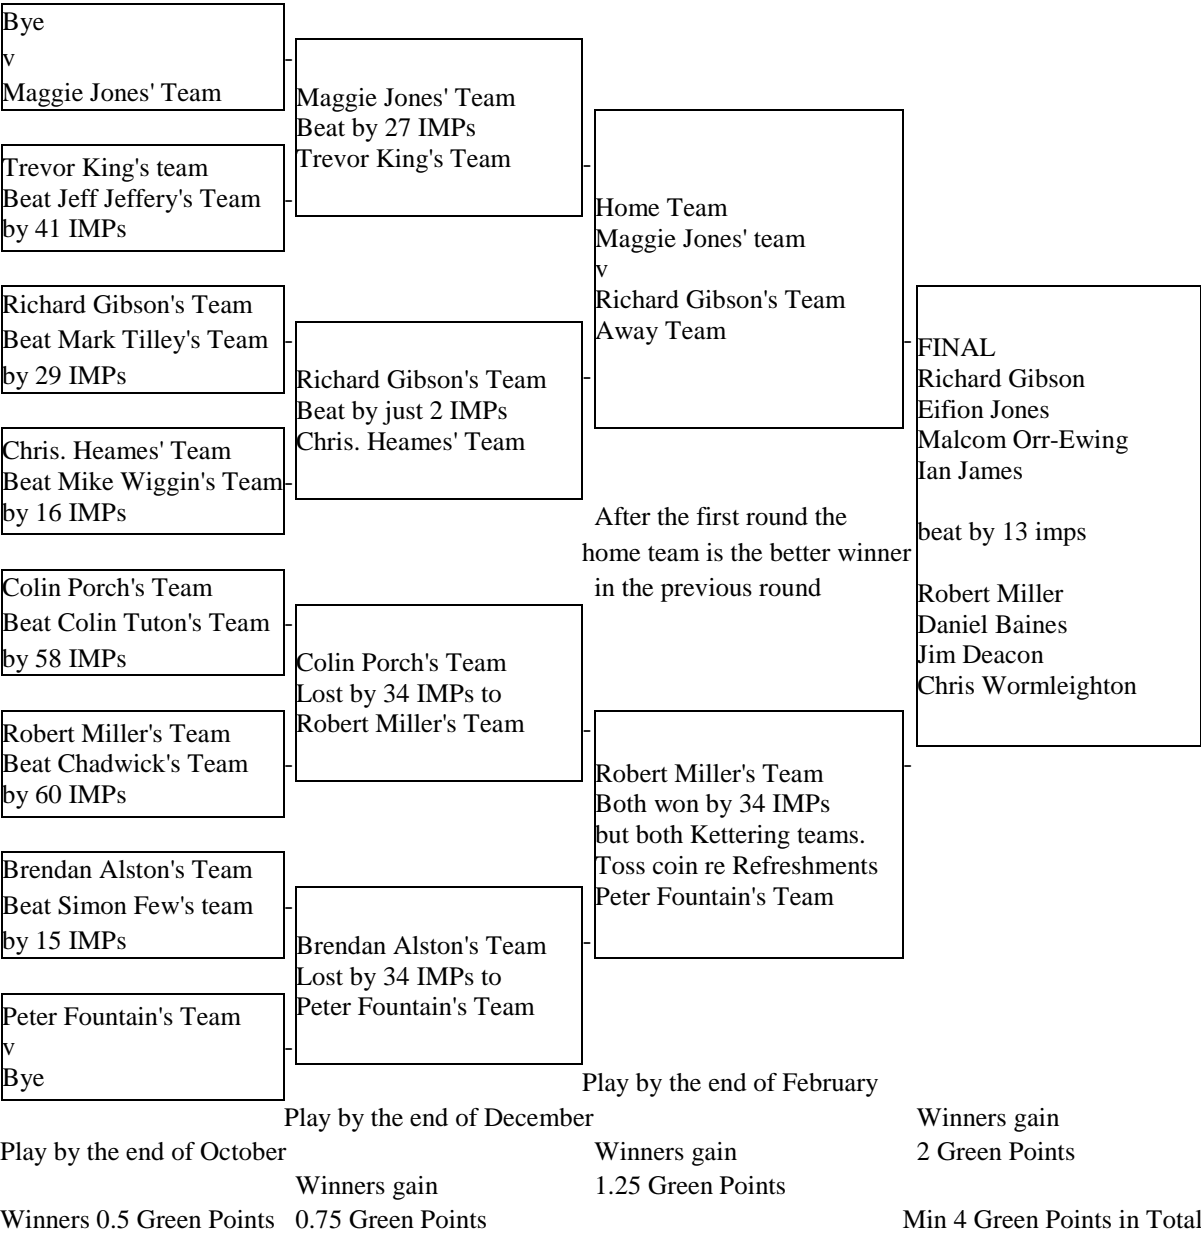 Bye
v
Maggie Jones' Team
Trevor King's team
Beat Jeff Jeffery's Team
by 41 IMPs
Richard Gibson's Team
Beat Mark Tilley's Team
by 29 IMPs
Chris. Heames' Team
Beat Mike Wiggin's Team
by 16 IMPs
Colin Porch's Team
Beat Colin Tuton's Team
by 58 IMPs
Robert Miller's Team
Beat Chadwick's Team
by 60 IMPs
Brendan Alston's Team
Beat Simon Few's team
by 15 IMPs
Peter Fountain's Team
v
Bye
Play by the end of October
Winners 0.5 Green Points
Maggie Jones' Team
Beat by 27 IMPs
Trevor King's Team
Richard Gibson's Team
Beat by just 2 IMPs
Chris. Heames' Team
Colin Porch's Team
Lost by 34 IMPs to
Robert Miller's Team
Brendan Alston's Team
Lost by 34 IMPs to
Peter Fountain's Team
Play by the end of December
Winners gain
0.75 Green Points
Home Team
Maggie Jones' team
v
Richard Gibson's Team
Away Team
After the first round the
home team is the better winner
in the previous round
Robert Miller's Team
Both won by 34 IMPs
but both Kettering teams.
Toss coin re Refreshments
Peter Fountain's Team
Play by the end of February
Winners gain
1.25 Green Points
FINAL
Richard Gibson
Eifion Jones
Malcom Orr-Ewing
Ian James
beat by 13 imps
Robert Miller
Daniel Baines
Jim Deacon
Chris Wormleighton
Winners gain
2 Green Points
Min 4 Green Points in Total